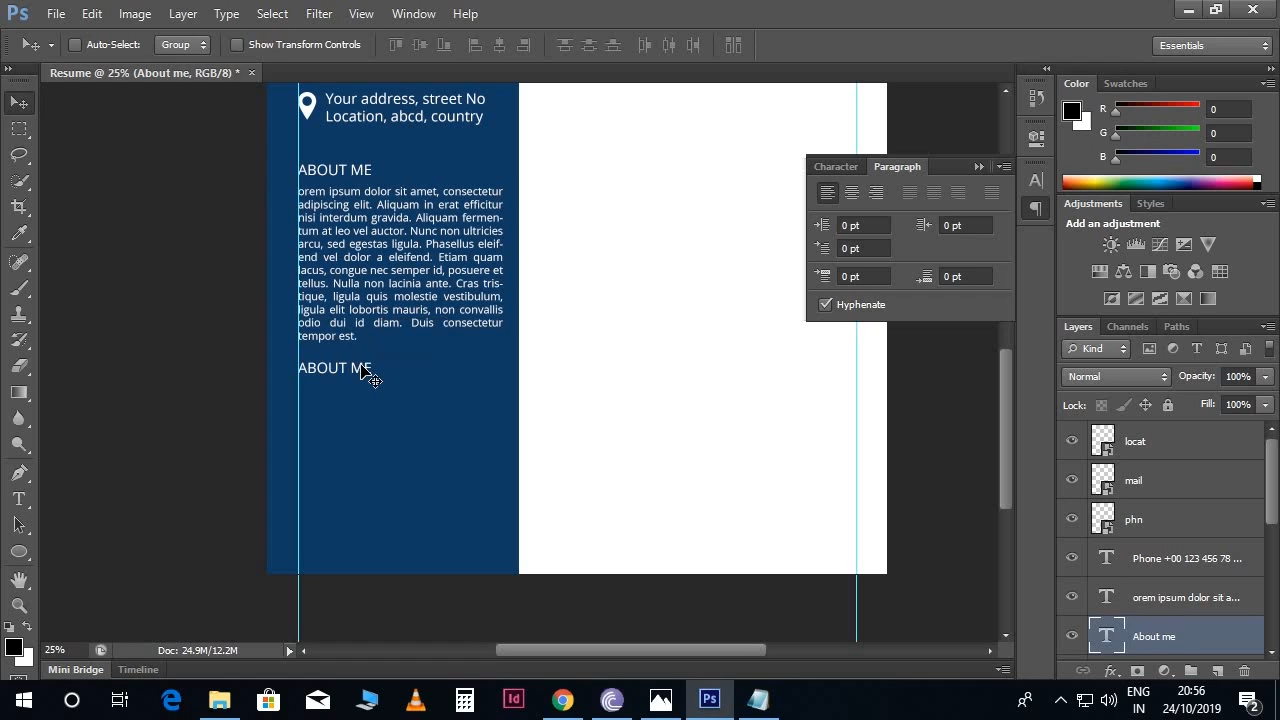 Ps File Edit Image Layer Type Select Filter View Window Help
Auto-Select: Group Show Transform Controls Essentials
Resume @ 25% (About me, RGB/8) * ×
Color Swatches
R 0
G 0
B 0
Your address, street No
Location, abcd, country
ABOUT ME
orem ipsum dolor sit amet, consectetur
adipiscing elit. Aliquam in erat efficitur
nisi interdum gravida. Aliquam fermen-
tum at leo vel auctor. Nunc non ultricies
arcu, sed egestas ligula. Phasellus eleif-
end vel dolor a eleifend. Etiam quam
lacus, congue nec semper id, posuere et
tellus. Nulla non lacinia ante. Cras tris-
tique, ligula quis molestie vestibulum,
ligula elit lobortis mauris, non convallis
odio dui id diam. Duis consectetur
tempor est.
ABOUT ME
Character Paragraph
0 pt 0 pt
0 pt
0 pt 0 pt
Hyphenate
Adjustments Styles
Add an adjustment
Layers Channels Paths
Kind
Normal Opacity: 100%
Lock: Fill: 100%
locat
mail
phn
Phone +00 123 456 78 ...
orem ipsum dolor sit a...
About me
25% Doc: 24.9M/12.2M
Mini Bridge Timeline
Id Ps
ENG
IN
20:56
24/10/2019
2